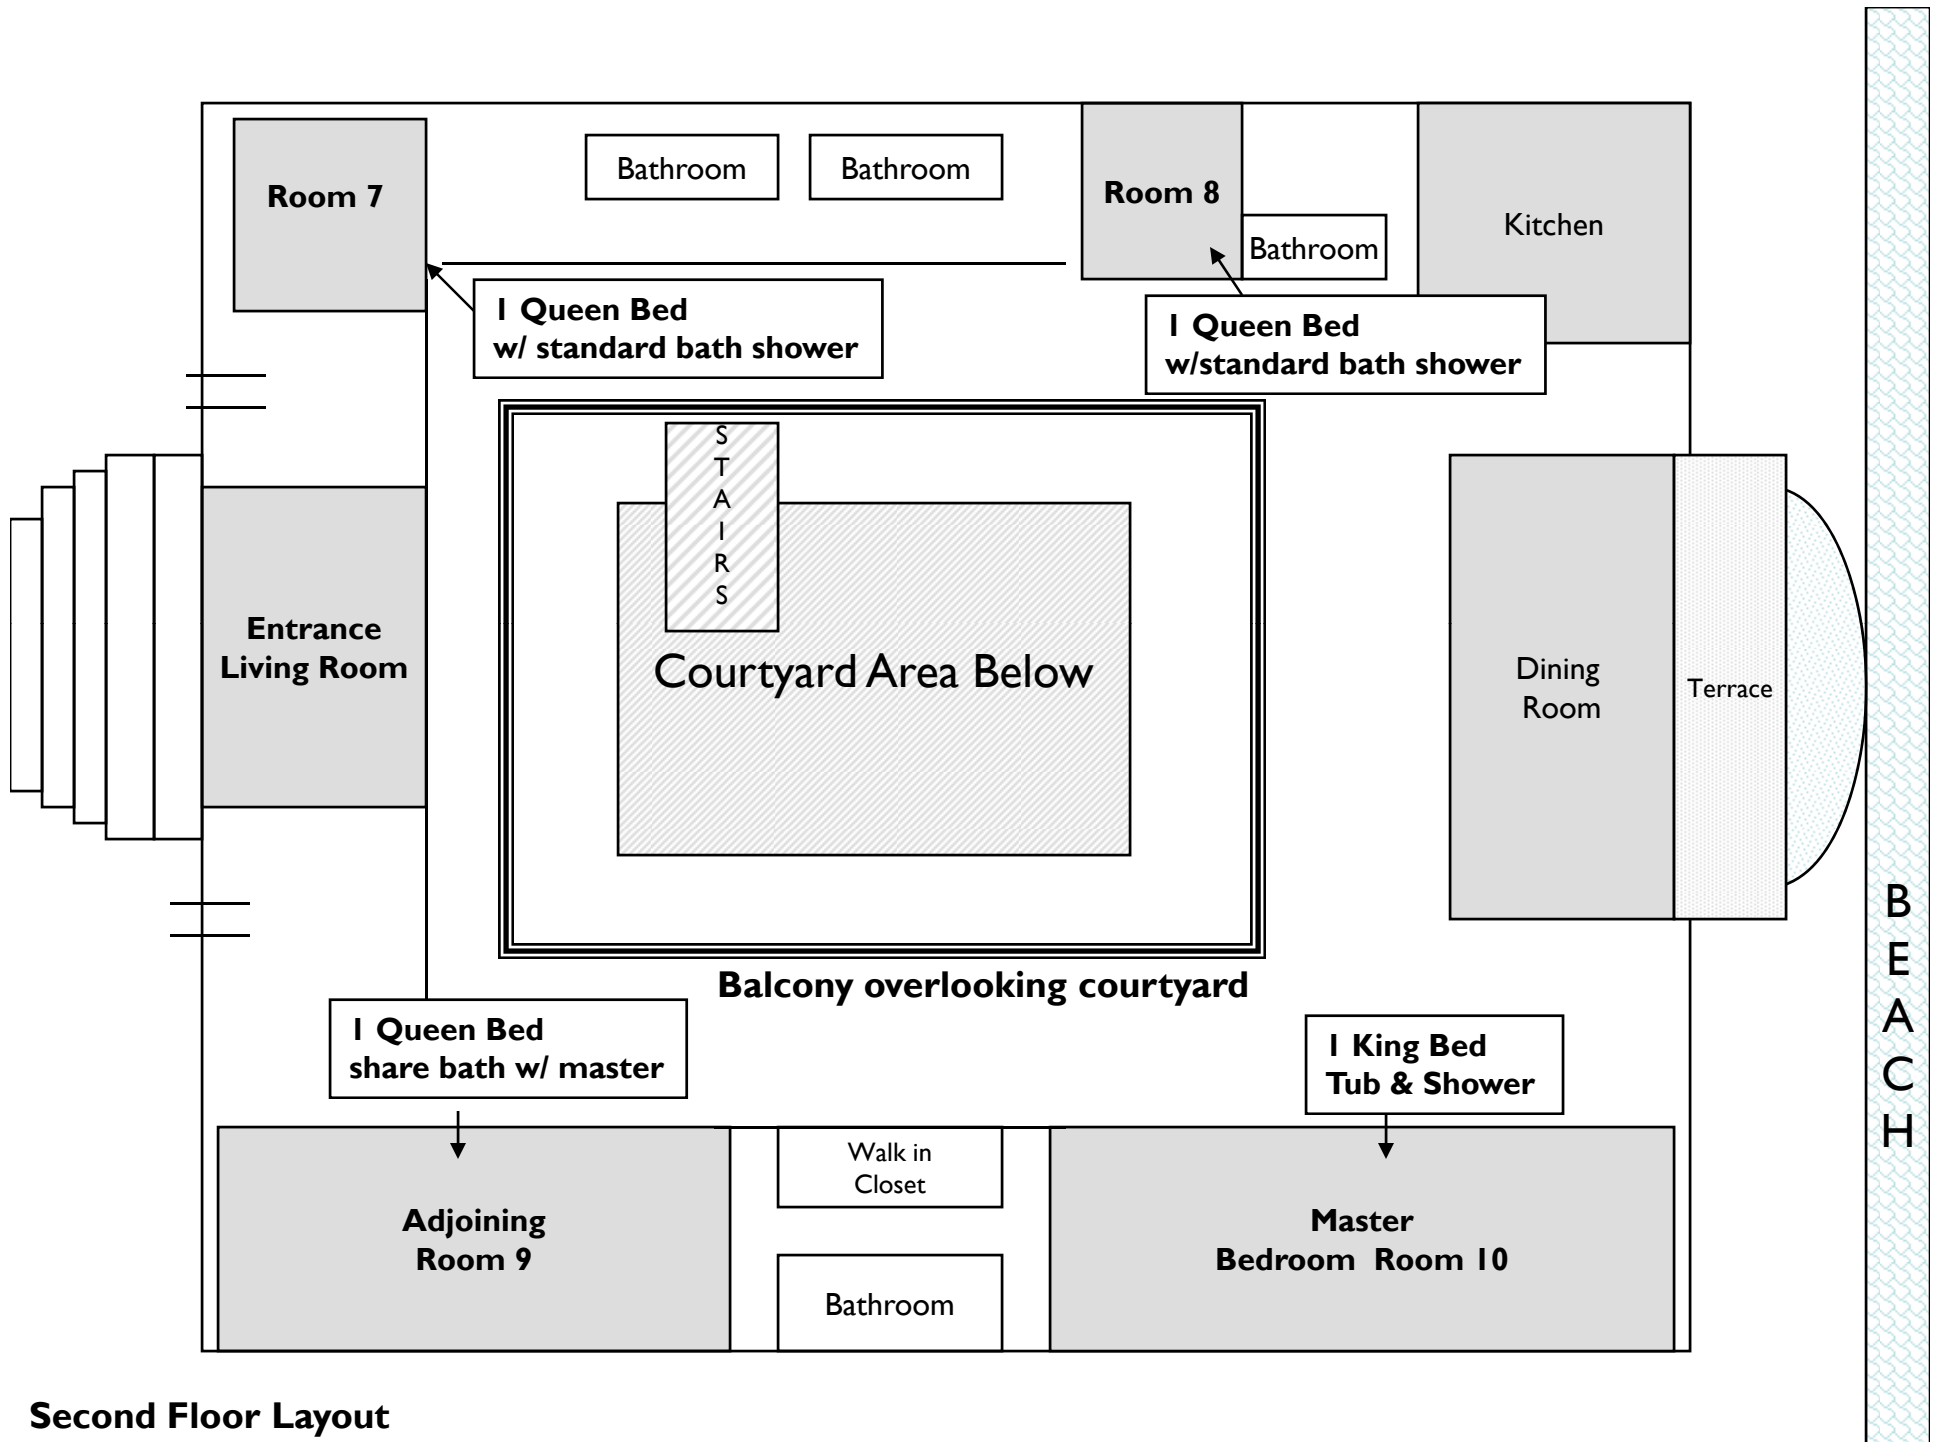 Room 7
Bathroom
Bathroom
Room 8
Bathroom
Kitchen
1 Queen Bed
w/ standard bath shower
1 Queen Bed
w/standard bath shower
S
T
A
I
R
S
Entrance
Living Room
Courtyard Area Below
Dining
Room
Terrace
B
E
A
C
H
Balcony overlooking courtyard
1 Queen Bed
share bath w/ master
1 King Bed
Tub & Shower
Adjoining
Room 9
Walk in
Closet
Bathroom
Master
Bedroom Room 10
Second Floor Layout